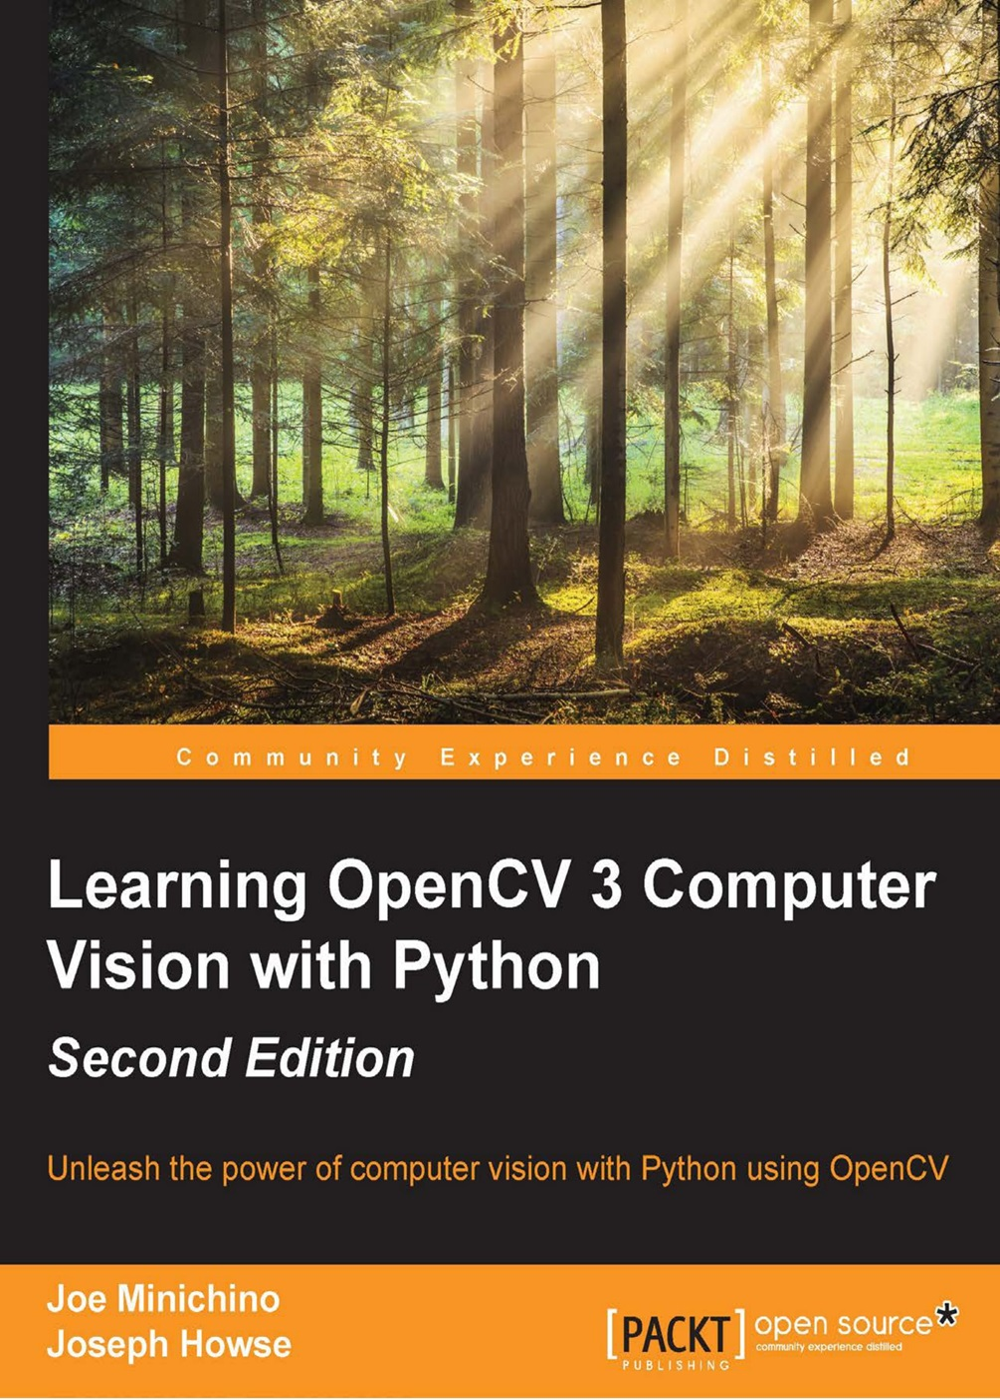 Community Experience Distilled
Learning OpenCV 3 Computer
Vision with Python
Second Edition
Unleash the power of computer vision with Python using OpenCV
Joe Minichino
Joseph Howse
[PACKT] open source*
PUBLISHING
community experience distilled